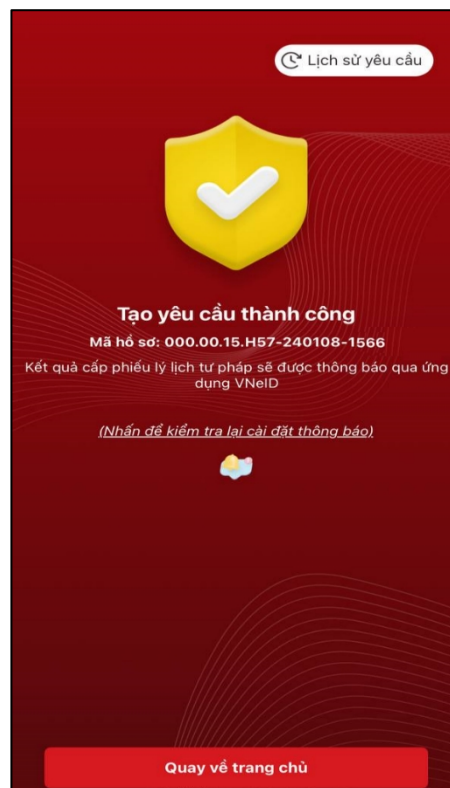 Lịch sử yêu cầu
Tạo yêu cầu thành công
Mã hồ sơ: 000.00.15.H57-240108-1566
Kết quả cấp phiếu lý lịch tư pháp sẽ được thông báo qua ứng
dụng VNeID
(Nhấn để kiểm tra lại cài đặt thông báo)
Quay về trang chủ